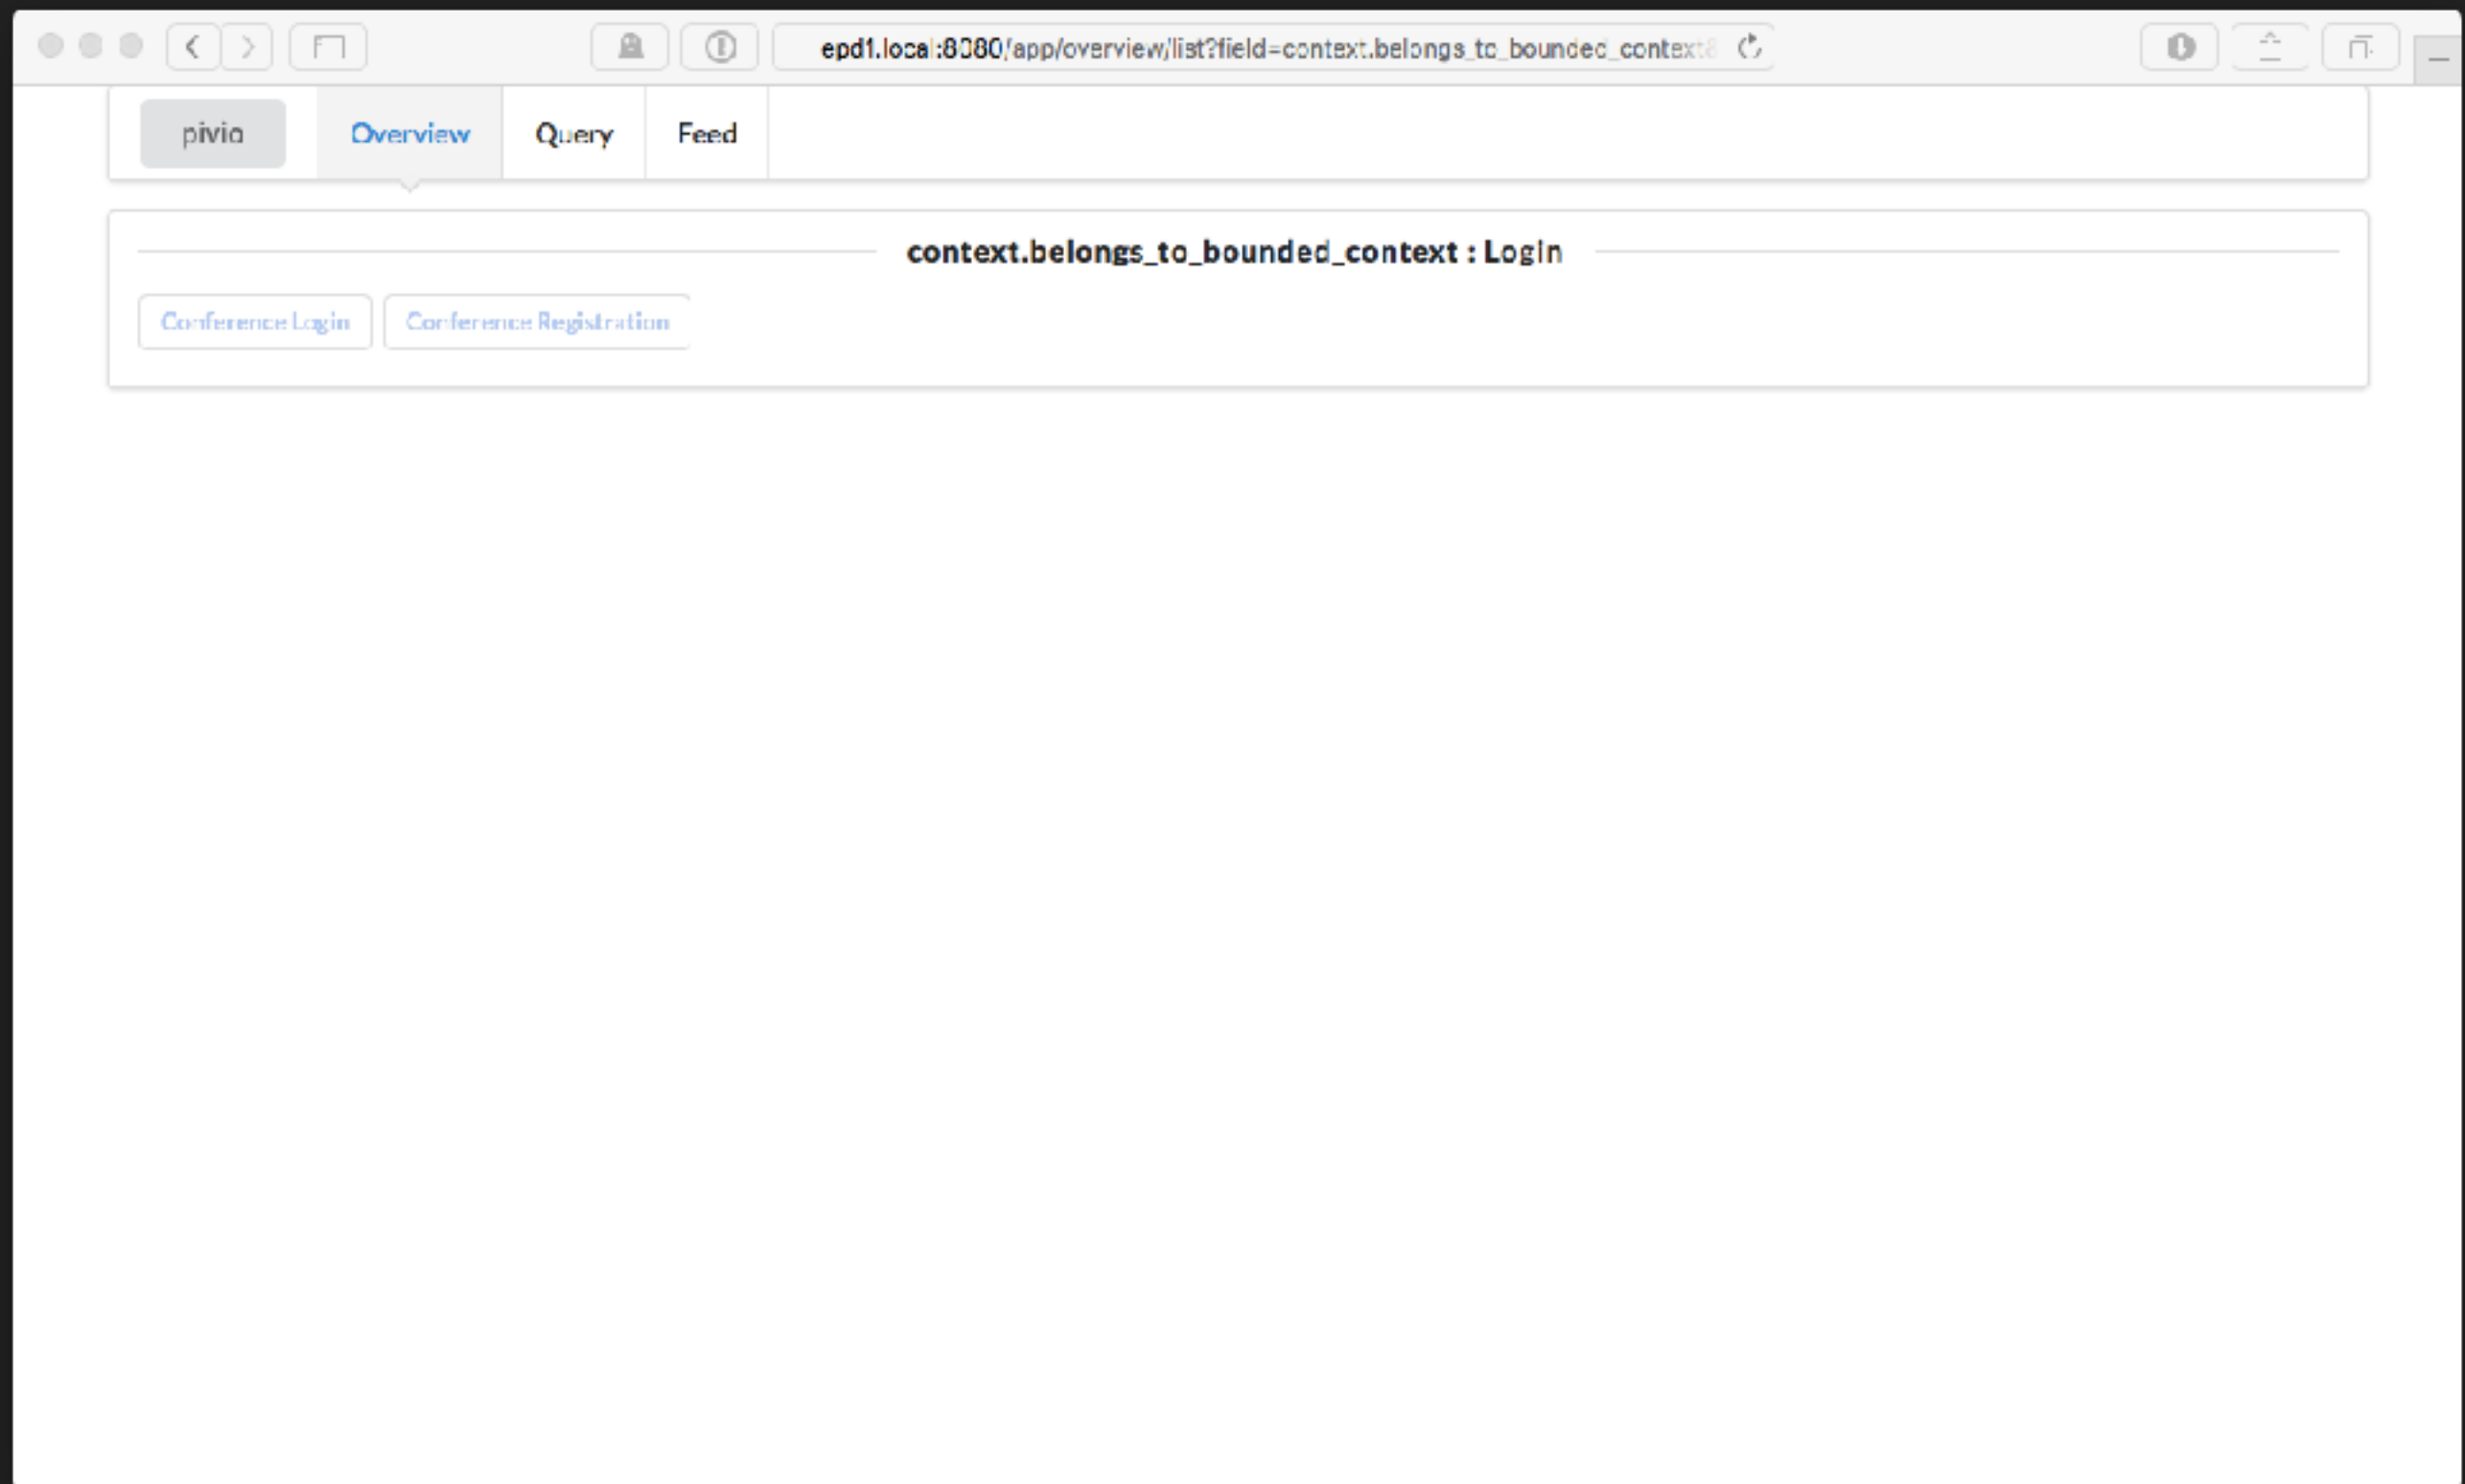 epd1.local:8080/app/overview/list?field=context.belongs_to_bounded_context
pivio Overview Query Feed
context.belongs_to_bounded_context : Login
Conference Login Conference Registration